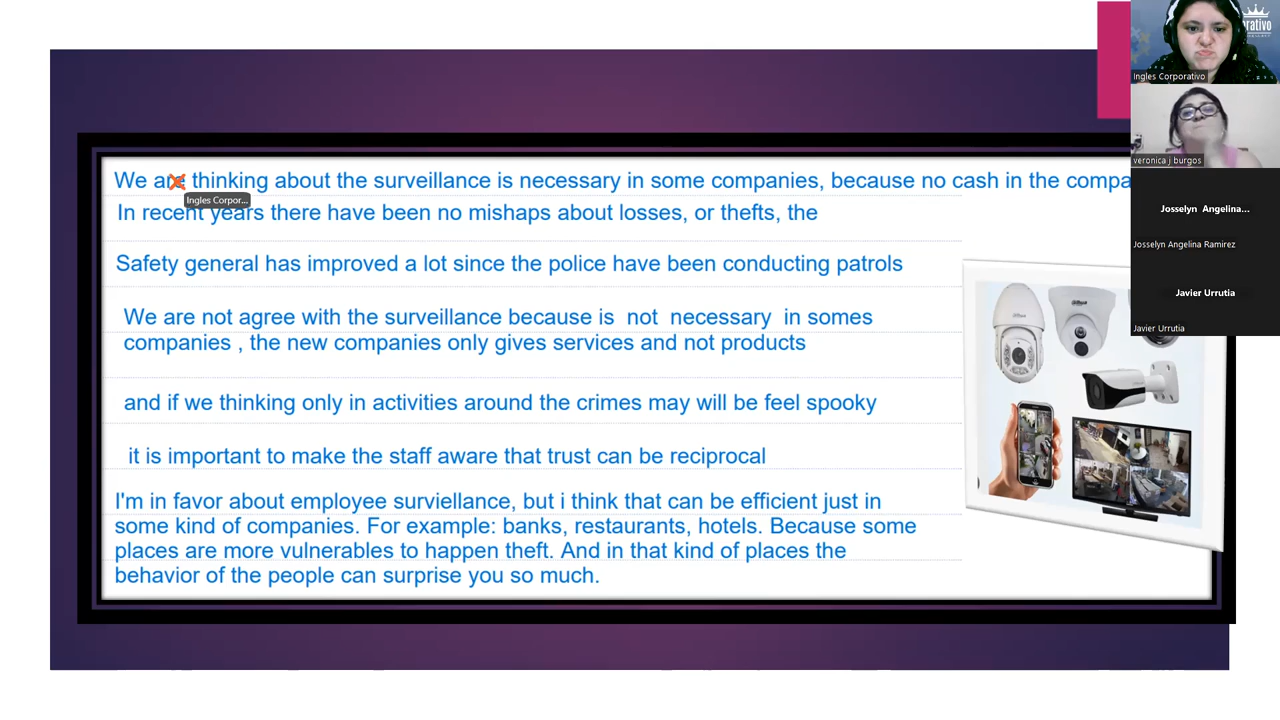 We are thinking about the surveillance is necessary in some companies, because no cash in the compa
Ingles Corpor...
In recent years there have been no mishaps about losses, or thefts, the
Safety general has improved a lot since the police have been conducting patrols
We are not agree with the surveillance because is not necessary in somes
companies , the new companies only gives services and not products
and if we thinking only in activities around the crimes may will be feel spooky
it is important to make the staff aware that trust can be reciprocal
I'm in favor about employee surviellance, but i think that can be efficient just in
some kind of companies. For example: banks, restaurants, hotels. Because some
places are more vulnerables to happen theft. And in that kind of places the
behavior of the people can surprise you so much.
Ingles Corporativo
veronica j burgos
Josselyn Angelina...
Josselyn Angelina Ramirez
Javier Urrutia
Javier Urrutia